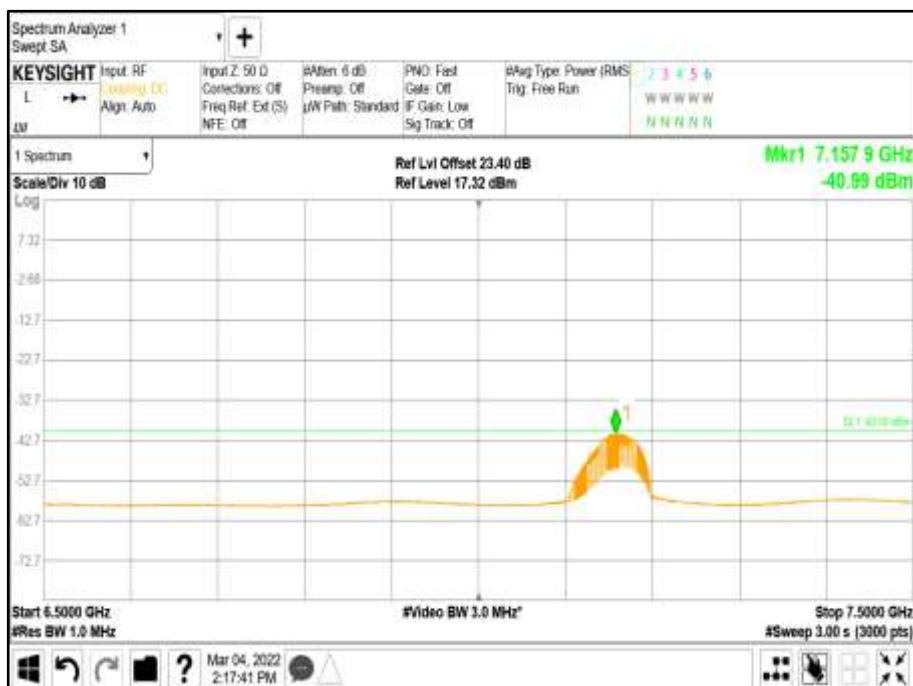 Spectrum Analyzer 1
Swept SA
+
KEYSIGHT
L
Input: RF
Coupling: DC
Align: Auto
Input Z: 50 Ω
Corrections: Off
Freq Ref: Ext (S)
NFE: Off
#Atten: 6 dB
Preamp: Off
µW Path: Standard
PNO: Fast
Gate: Off
IF Gain: Low
Sig Track: Off
#Avg Type: Power (RMS
Trig: Free Run
1 2 3 4 5 6
W W W W W
N N N N N
1 Spectrum
Scale/Div 10 dB
Ref Lvl Offset 23.40 dB
Ref Level 17.32 dBm
Mkr1 7.157 9 GHz
-40.99 dBm
Log
7.32
-2.68
-12.7
-22.7
-32.7
-42.7
-52.7
-62.7
-72.7
1
Start 6.5000 GHz
#Res BW 1.0 MHz
#Video BW 3.0 MHz*
Stop 7.5000 GHz
#Sweep 3.00 s (3000 pts)
?
Mar 04, 2022
2:17:41 PM